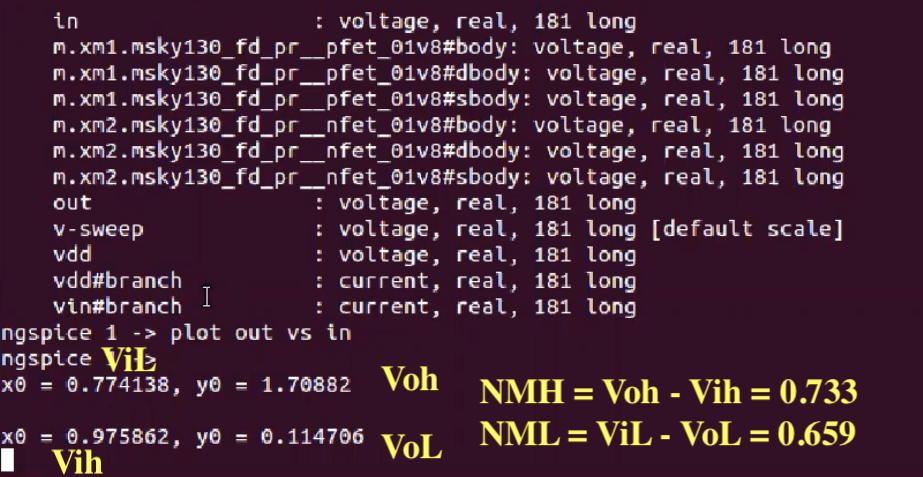 in : voltage, real, 181 long
m.xm1.msky130_fd_pr__pfet_01v8#body: voltage, real, 181 long
m.xm1.msky130_fd_pr__pfet_01v8#dbody: voltage, real, 181 long
m.xm1.msky130_fd_pr__pfet_01v8#sbody: voltage, real, 181 long
m.xm2.msky130_fd_pr__nfet_01v8#body: voltage, real, 181 long
m.xm2.msky130_fd_pr__nfet_01v8#dbody: voltage, real, 181 long
m.xm2.msky130_fd_pr__nfet_01v8#sbody: voltage, real, 181 long
out : voltage, real, 181 long
v-sweep : voltage, real, 181 long [default scale]
vdd : voltage, real, 181 long
vdd#branch : current, real, 181 long
vin#branch : current, real, 181 long
ngspice 1 -> plot out vs in
ngspice
ViL
x0 = 0.774138, y0 = 1.70882 Voh NMH = Voh - Vih = 0.733
x0 = 0.975862, y0 = 0.114706 VoL NML = ViL - VoL = 0.659
Vih